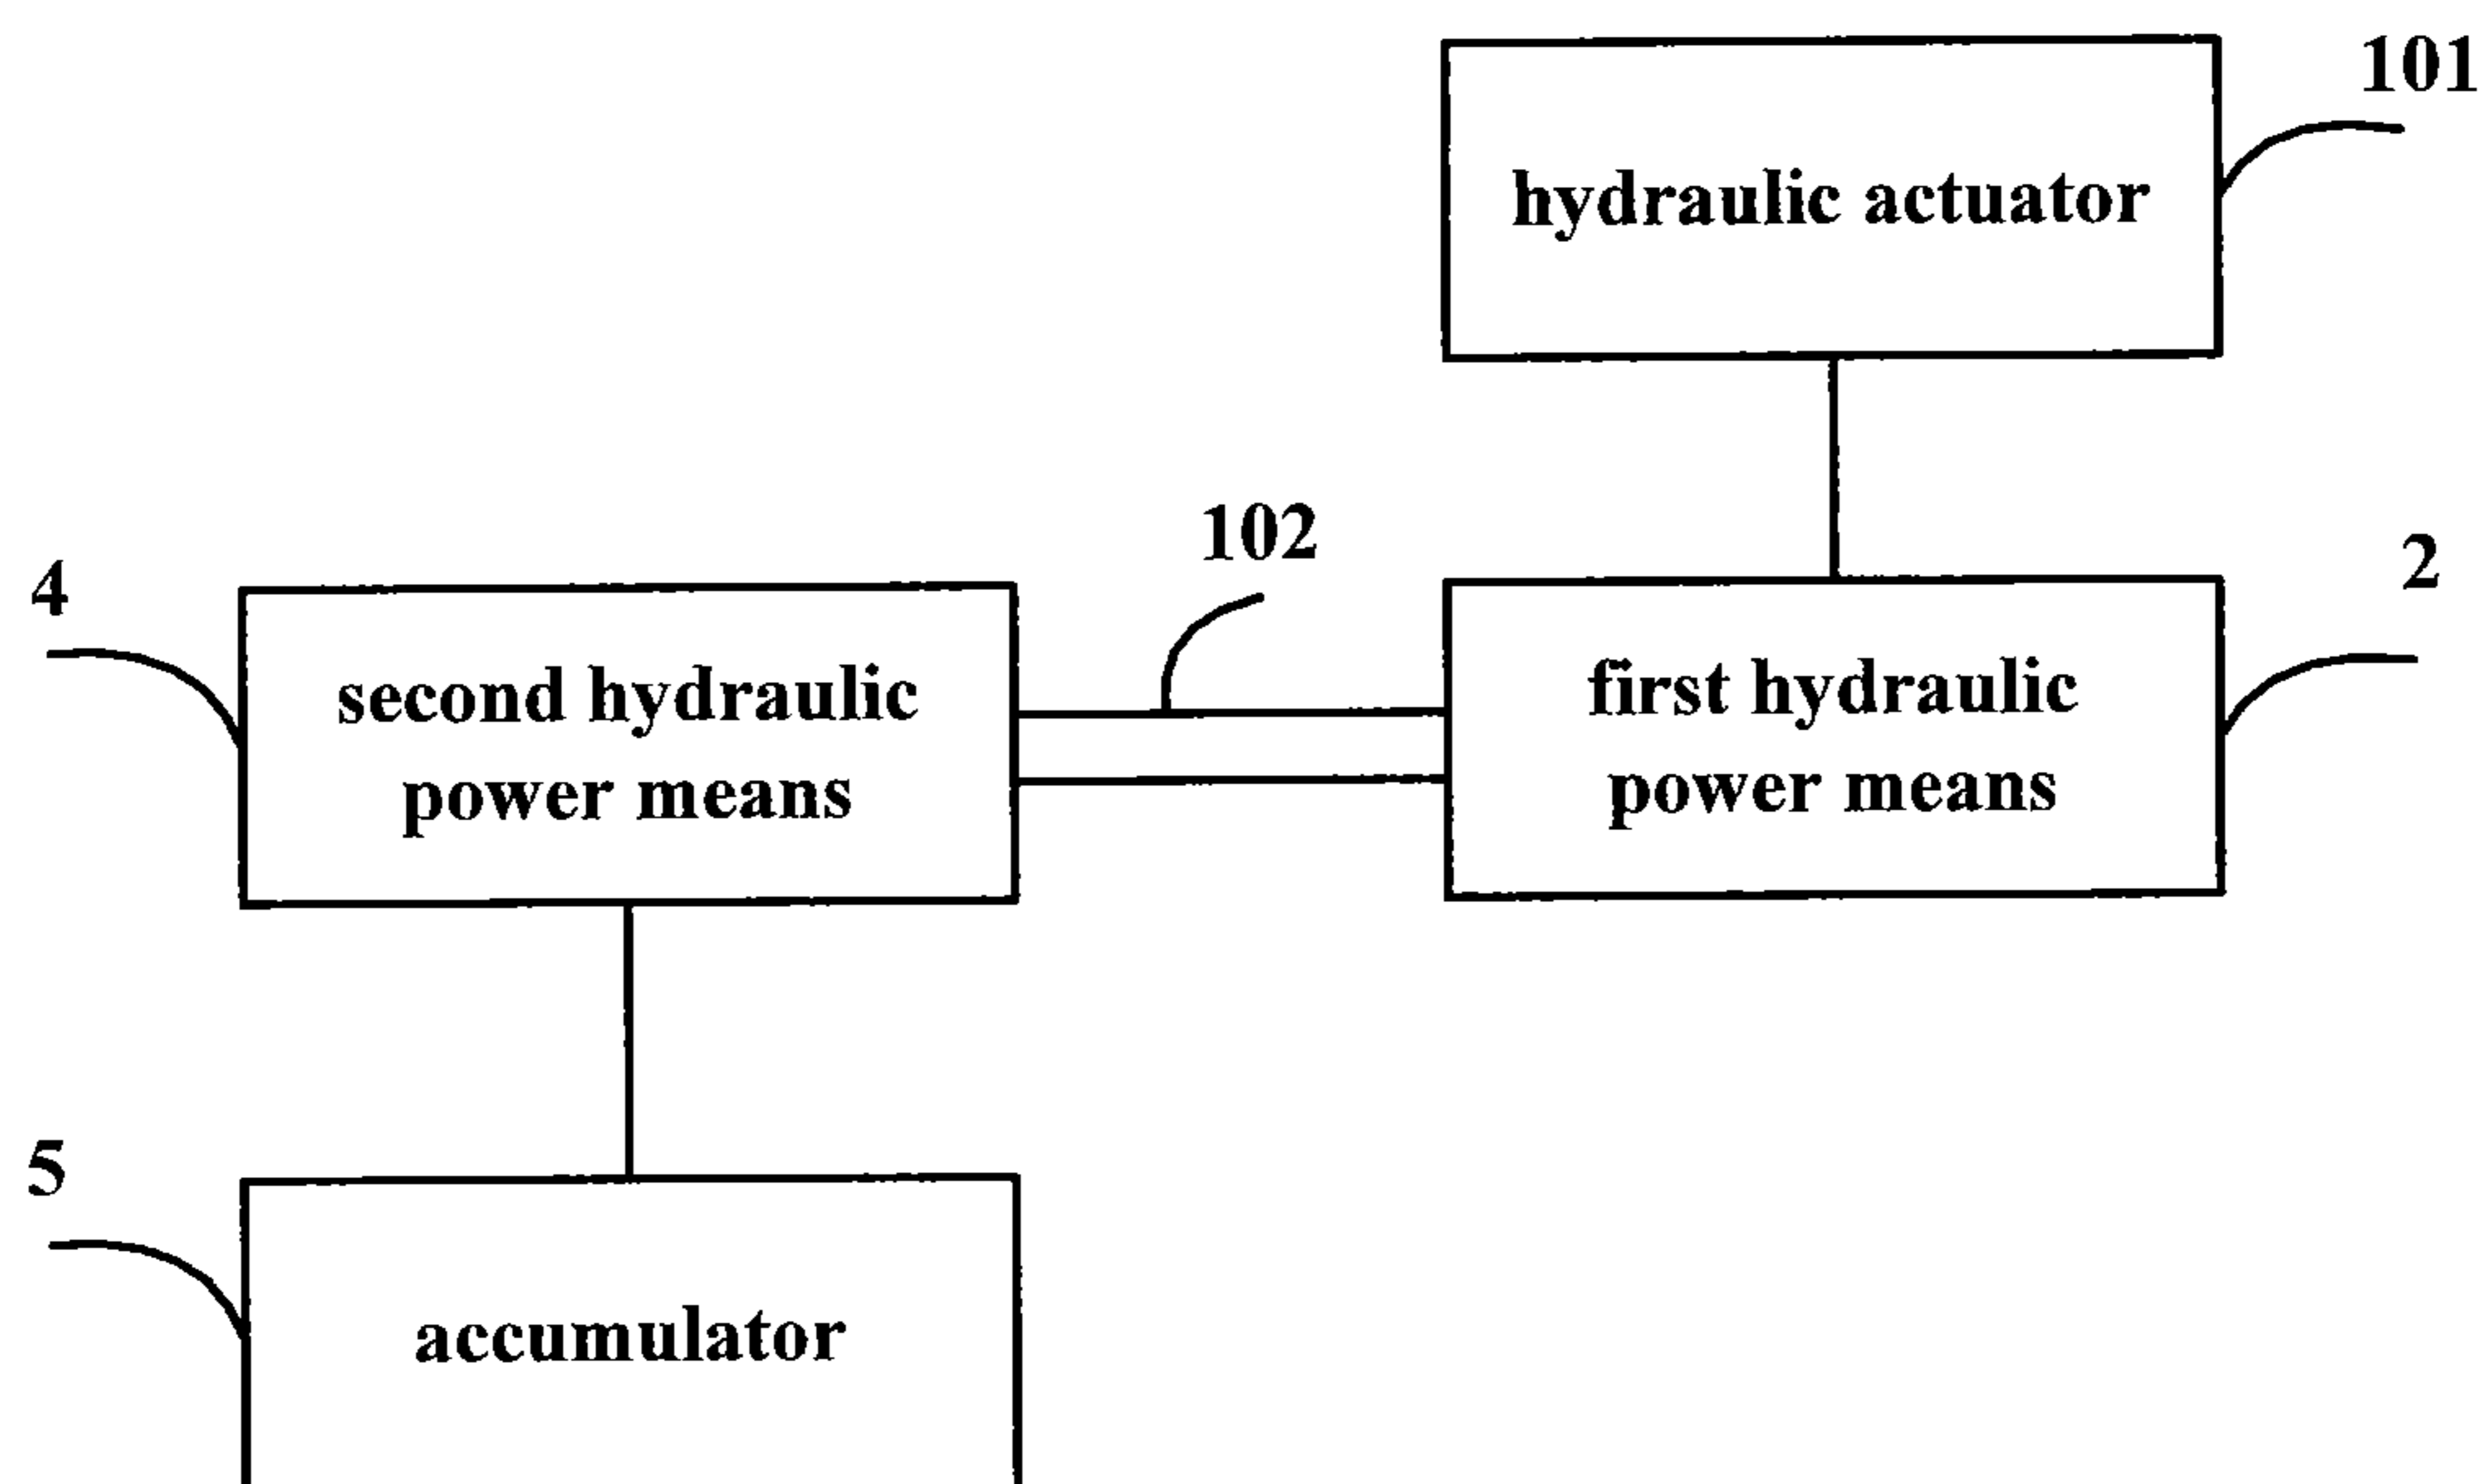 101
hydraulic actuator
102
4
2
second hydraulic
power means
first hydraulic
power means
5
accumulator